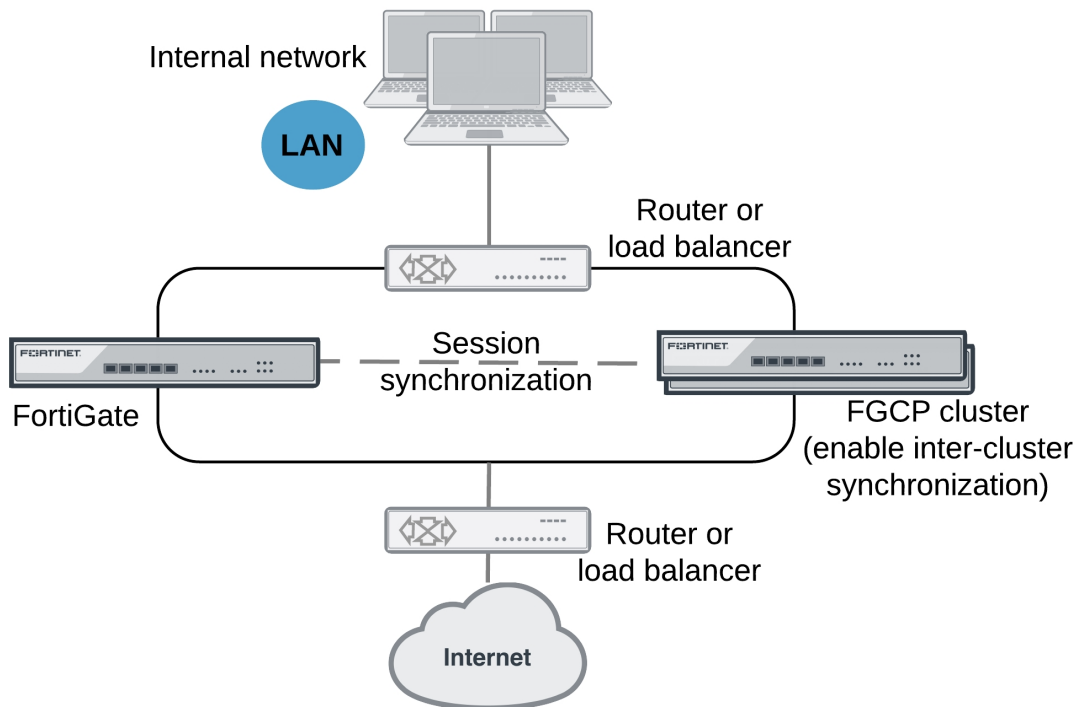 Internal network
LAN
Router or
load balancer
FORTINET
Session
synchronization
FORTINET
FortiGate
FGCP cluster
(enable inter-cluster
synchronization)
Router or
load balancer
Internet